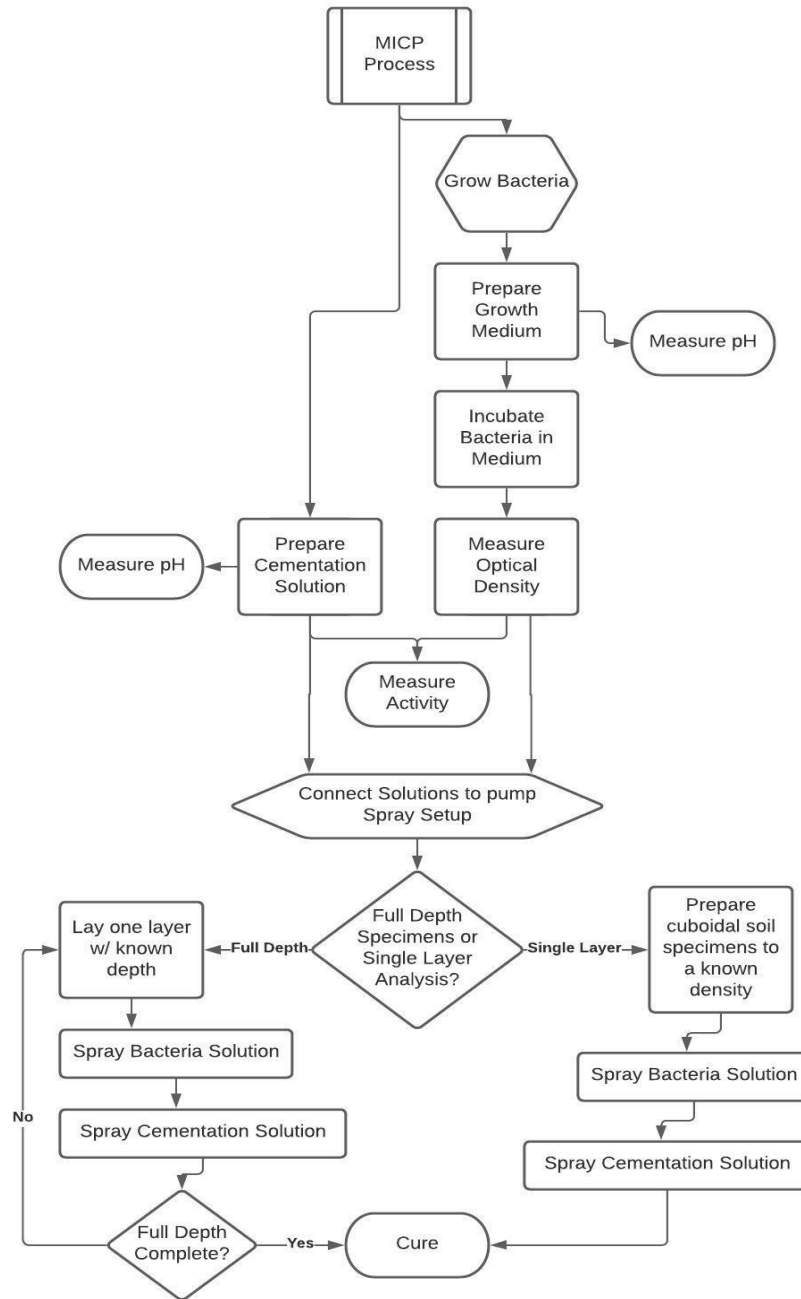 MICP
Process
Grow Bacteria
Prepare
Growth
Medium
Measure pH
Incubate
Bacteria in
Medium
Measure pH
Prepare
Cementation
Solution
Measure
Optical
Density
Measure
Activity
Connect Solutions to pump
Spray Setup
Lay one layer
w/ known
depth
Full Depth
Full Depth
Specimens or
Single Layer
Analysis?
Single Layer
Prepare
cuboidal soil
specimens to
a known
density
Spray Bacteria Solution
Spray Bacteria Solution
No
Spray Cementation Solution
Spray Cementation Solution
Full Depth
Complete?
Yes
Cure